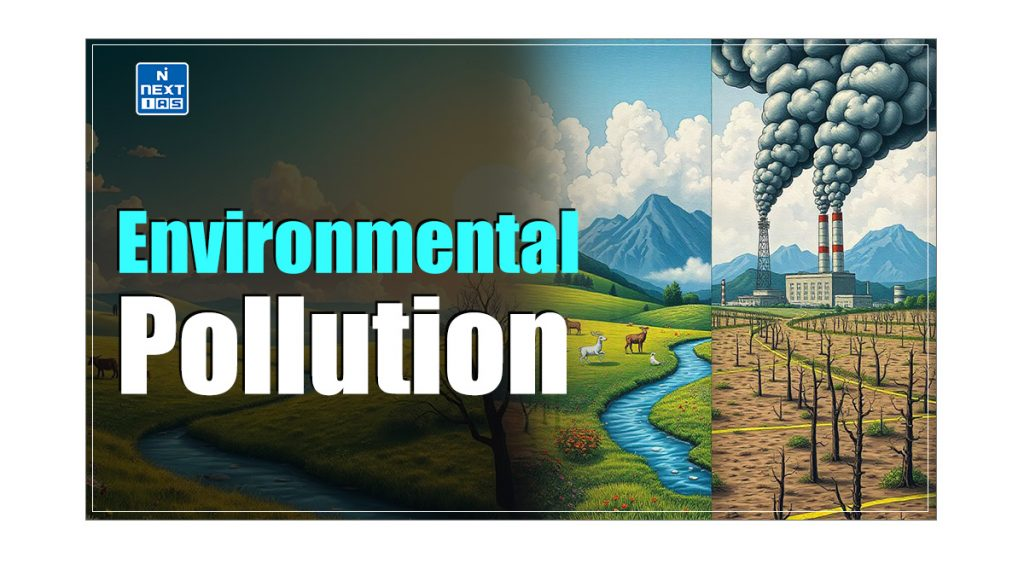 NEXT
IAS
Environmental
Pollution